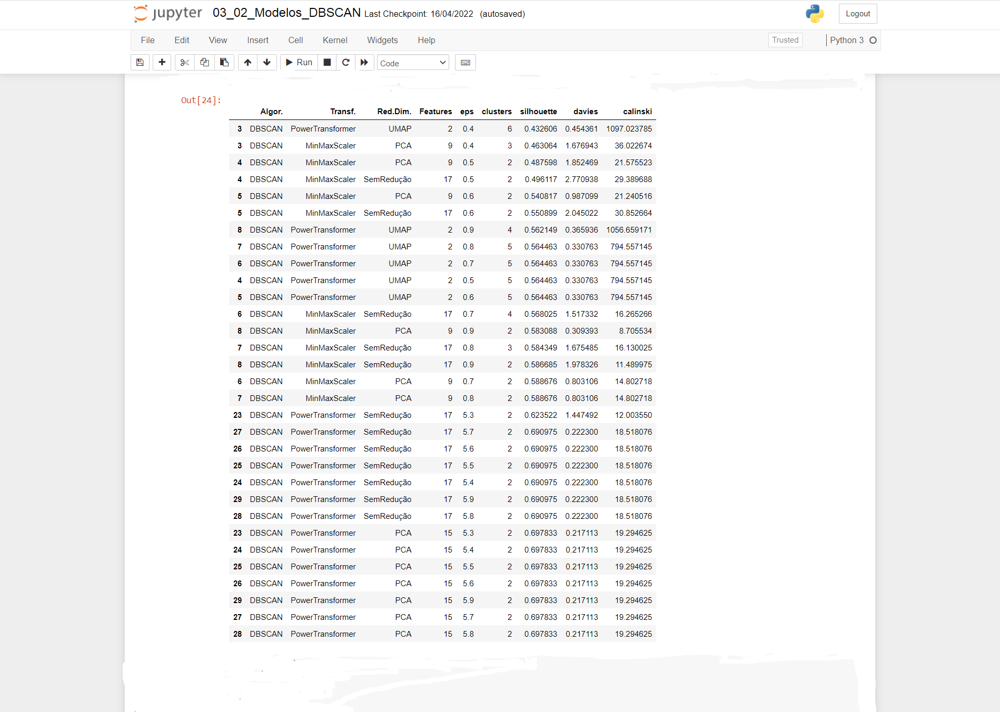 jupyter 03_02_Modelos_DBSCAN Last Checkpoint: 16/04/2022 (autosaved) Logout
File Edit View Insert Cell Kernel Widgets Help Trusted Python 3
Run Code
Out[24]:
Algor. Transf. Red.Dim. Features eps clusters silhouette davies calinski
3 DBSCAN PowerTransformer UMAP 2 0.4 6 0.432606 0.454361 1097.023785
3 DBSCAN MinMaxScaler PCA 9 0.4 3 0.463064 1.676943 36.022674
4 DBSCAN MinMaxScaler PCA 9 0.5 2 0.487598 1.852469 21.575523
4 DBSCAN MinMaxScaler SemRedução 17 0.5 2 0.496117 2.770938 29.389688
5 DBSCAN MinMaxScaler PCA 9 0.6 2 0.540817 0.987099 21.240516
5 DBSCAN MinMaxScaler SemRedução 17 0.6 2 0.550899 2.045022 30.852664
8 DBSCAN PowerTransformer UMAP 2 0.9 4 0.562149 0.365936 1056.659171
7 DBSCAN PowerTransformer UMAP 2 0.8 5 0.564463 0.330763 794.557145
6 DBSCAN PowerTransformer UMAP 2 0.7 5 0.564463 0.330763 794.557145
4 DBSCAN PowerTransformer UMAP 2 0.5 5 0.564463 0.330763 794.557145
5 DBSCAN PowerTransformer UMAP 2 0.6 5 0.564463 0.330763 794.557145
6 DBSCAN MinMaxScaler SemRedução 17 0.7 4 0.568025 1.517332 16.265266
8 DBSCAN MinMaxScaler PCA 9 0.9 2 0.583088 0.309393 8.705534
7 DBSCAN MinMaxScaler SemRedução 17 0.8 3 0.584349 1.675485 16.130025
8 DBSCAN MinMaxScaler SemRedução 17 0.9 2 0.586685 1.978326 11.489975
6 DBSCAN MinMaxScaler PCA 9 0.7 2 0.588676 0.803106 14.802718
7 DBSCAN MinMaxScaler PCA 9 0.8 2 0.588676 0.803106 14.802718
23 DBSCAN PowerTransformer SemRedução 17 5.3 2 0.623522 1.447492 12.003550
27 DBSCAN PowerTransformer SemRedução 17 5.7 2 0.690975 0.222300 18.518076
26 DBSCAN PowerTransformer SemRedução 17 5.6 2 0.690975 0.222300 18.518076
25 DBSCAN PowerTransformer SemRedução 17 5.5 2 0.690975 0.222300 18.518076
24 DBSCAN PowerTransformer SemRedução 17 5.4 2 0.690975 0.222300 18.518076
29 DBSCAN PowerTransformer SemRedução 17 5.9 2 0.690975 0.222300 18.518076
28 DBSCAN PowerTransformer SemRedução 17 5.8 2 0.690975 0.222300 18.518076
23 DBSCAN PowerTransformer PCA 15 5.3 2 0.697833 0.217113 19.294625
24 DBSCAN PowerTransformer PCA 15 5.4 2 0.697833 0.217113 19.294625
25 DBSCAN PowerTransformer PCA 15 5.5 2 0.697833 0.217113 19.294625
26 DBSCAN PowerTransformer PCA 15 5.6 2 0.697833 0.217113 19.294625
29 DBSCAN PowerTransformer PCA 15 5.9 2 0.697833 0.217113 19.294625
27 DBSCAN PowerTransformer PCA 15 5.7 2 0.697833 0.217113 19.294625
28 DBSCAN PowerTransformer PCA 15 5.8 2 0.697833 0.217113 19.294625